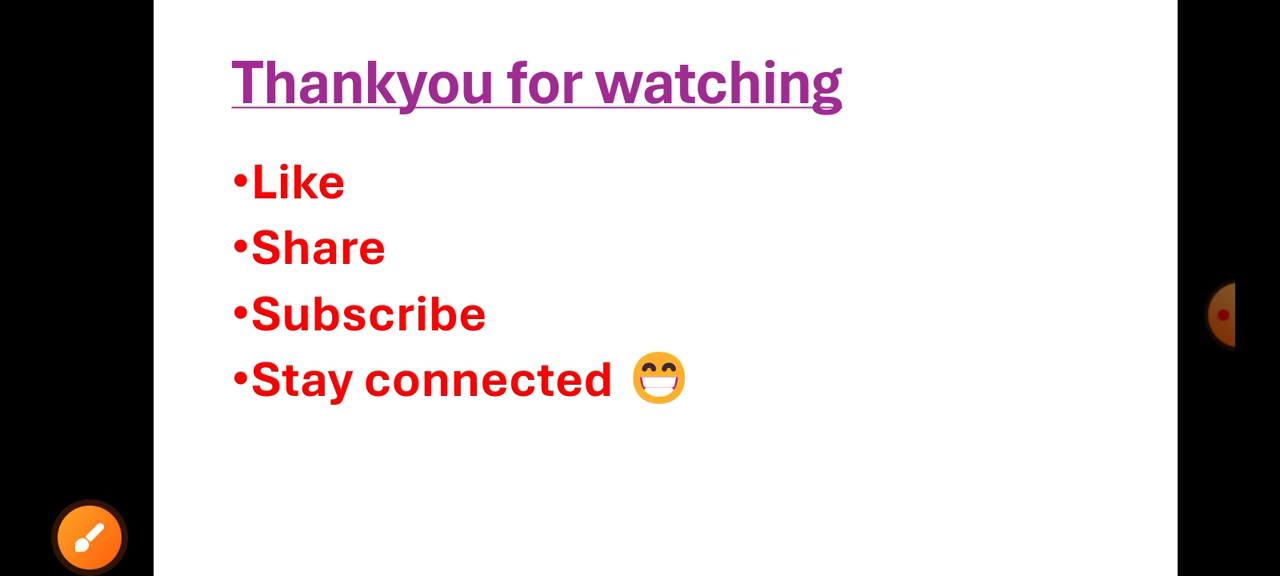 Thankyou for watching
•Like
•Share
•Subscribe
•Stay connected 😁